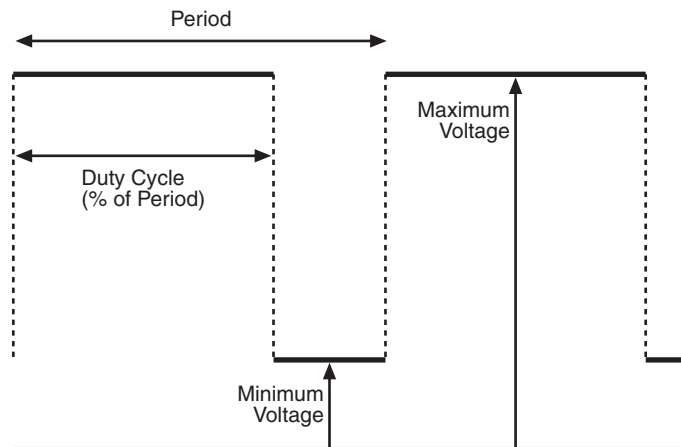 Period
Maximum
Voltage
Duty Cycle
(% of Period)
Minimum
Voltage